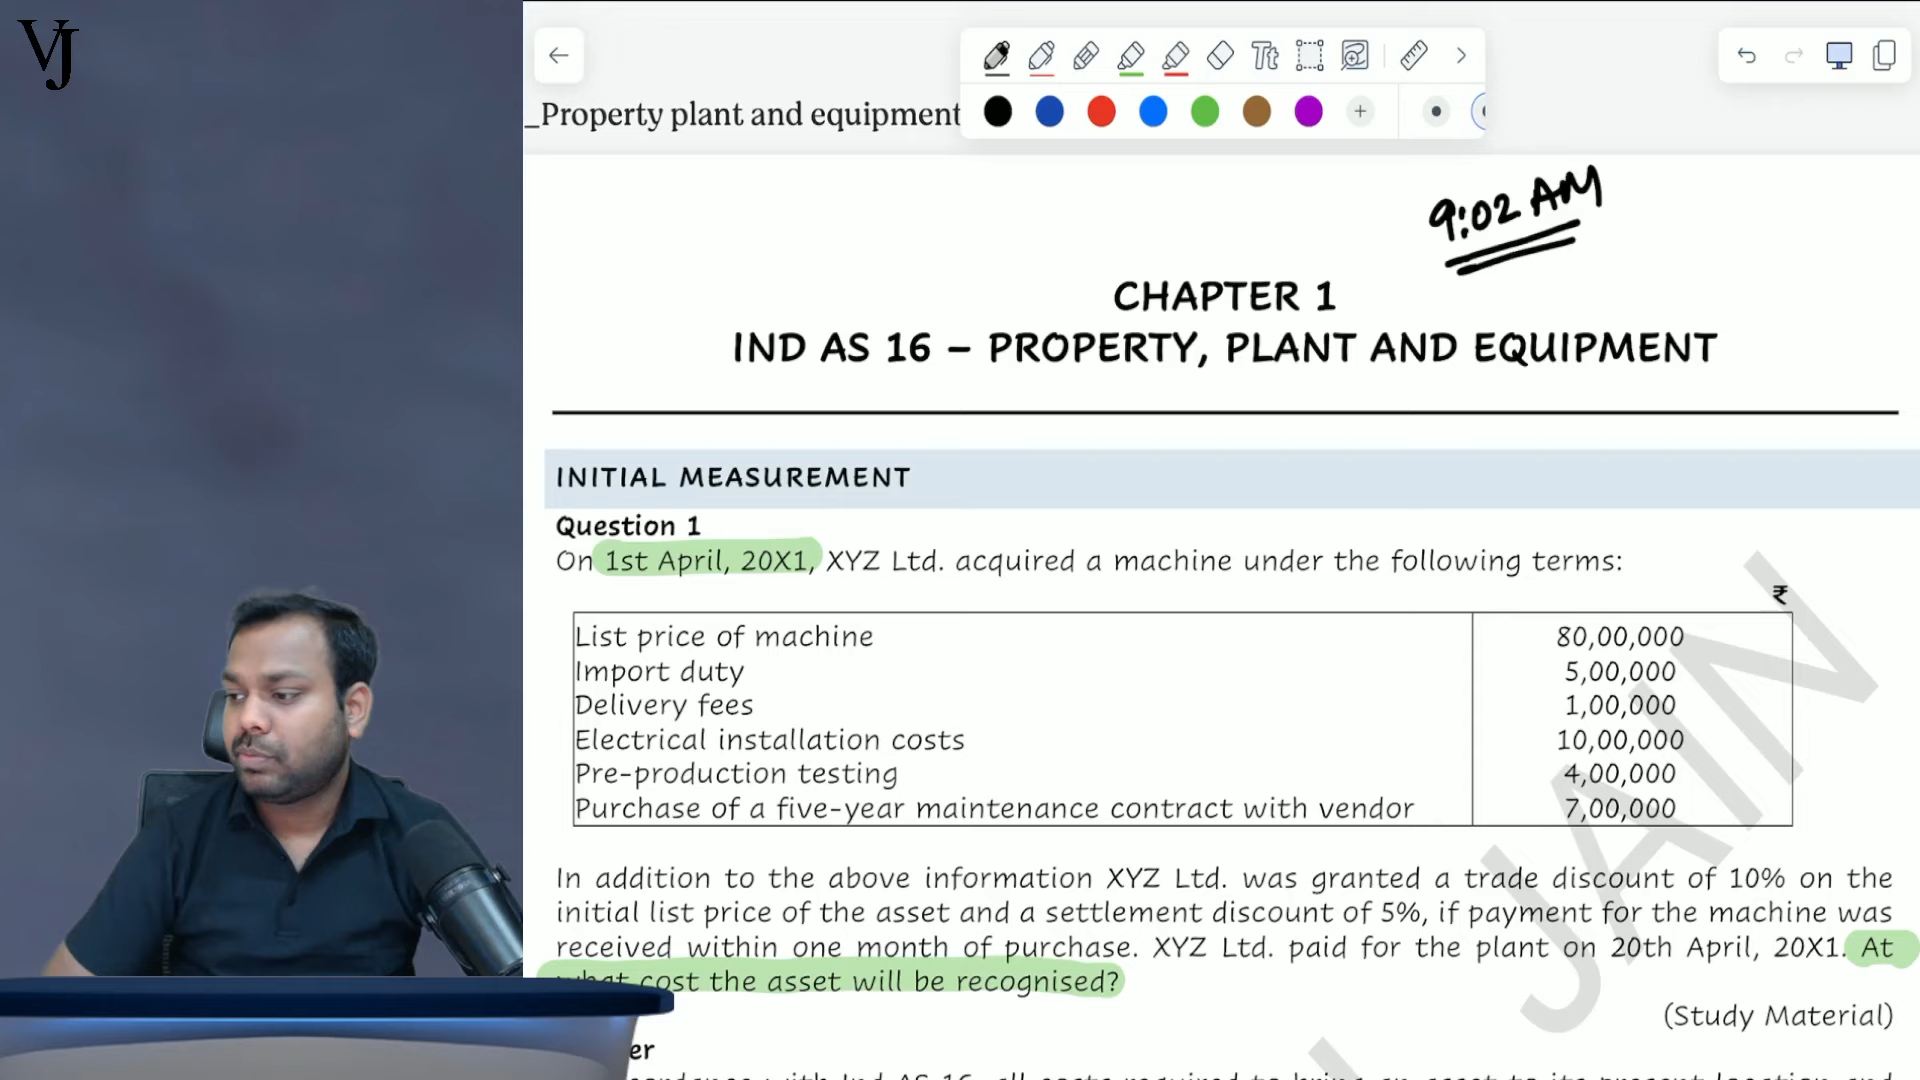 VJ
_Property plant and equipment
Tt
9:02 AM
CHAPTER 1
IND AS 16 – PROPERTY, PLANT AND EQUIPMENT
INITIAL MEASUREMENT
Question 1
On 1st April, 20X1, XYZ Ltd. acquired a machine under the following terms:
₹
List price of machine 80,00,000
Import duty 5,00,000
Delivery fees 1,00,000
Electrical installation costs 10,00,000
Pre-production testing 4,00,000
Purchase of a five-year maintenance contract with vendor 7,00,000
In addition to the above information XYZ Ltd. was granted a trade discount of 10% on the
initial list price of the asset and a settlement discount of 5%, if payment for the machine was
received within one month of purchase. XYZ Ltd. paid for the plant on 20th April, 20X1. At
what cost the asset will be recognised?
(Study Material)
JAIN